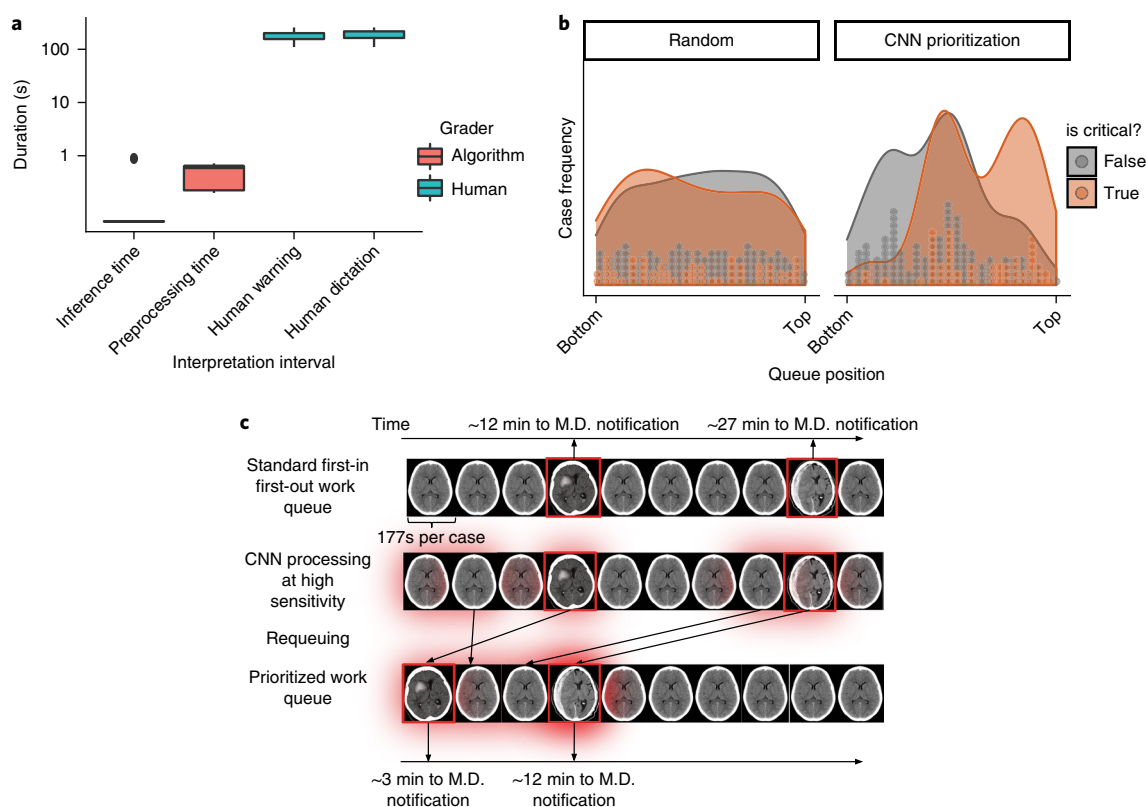 a
100
10
1
Duration (s)
Inference time
Preprocessing time
Human warning
Human dictation
Interpretation interval
Grader
Algorithm
Human
b
Random
CNN prioritization
Case frequency
Bottom
Top
Bottom
Top
Queue position
is critical?
False
True
c
Time
~12 min to M.D. notification
~27 min to M.D. notification
Standard first-in
first-out work
queue
177s per case
CNN processing
at high
sensitivity
Requeuing
Prioritized work
queue
~3 min to M.D.
notification
~12 min to M.D.
notification